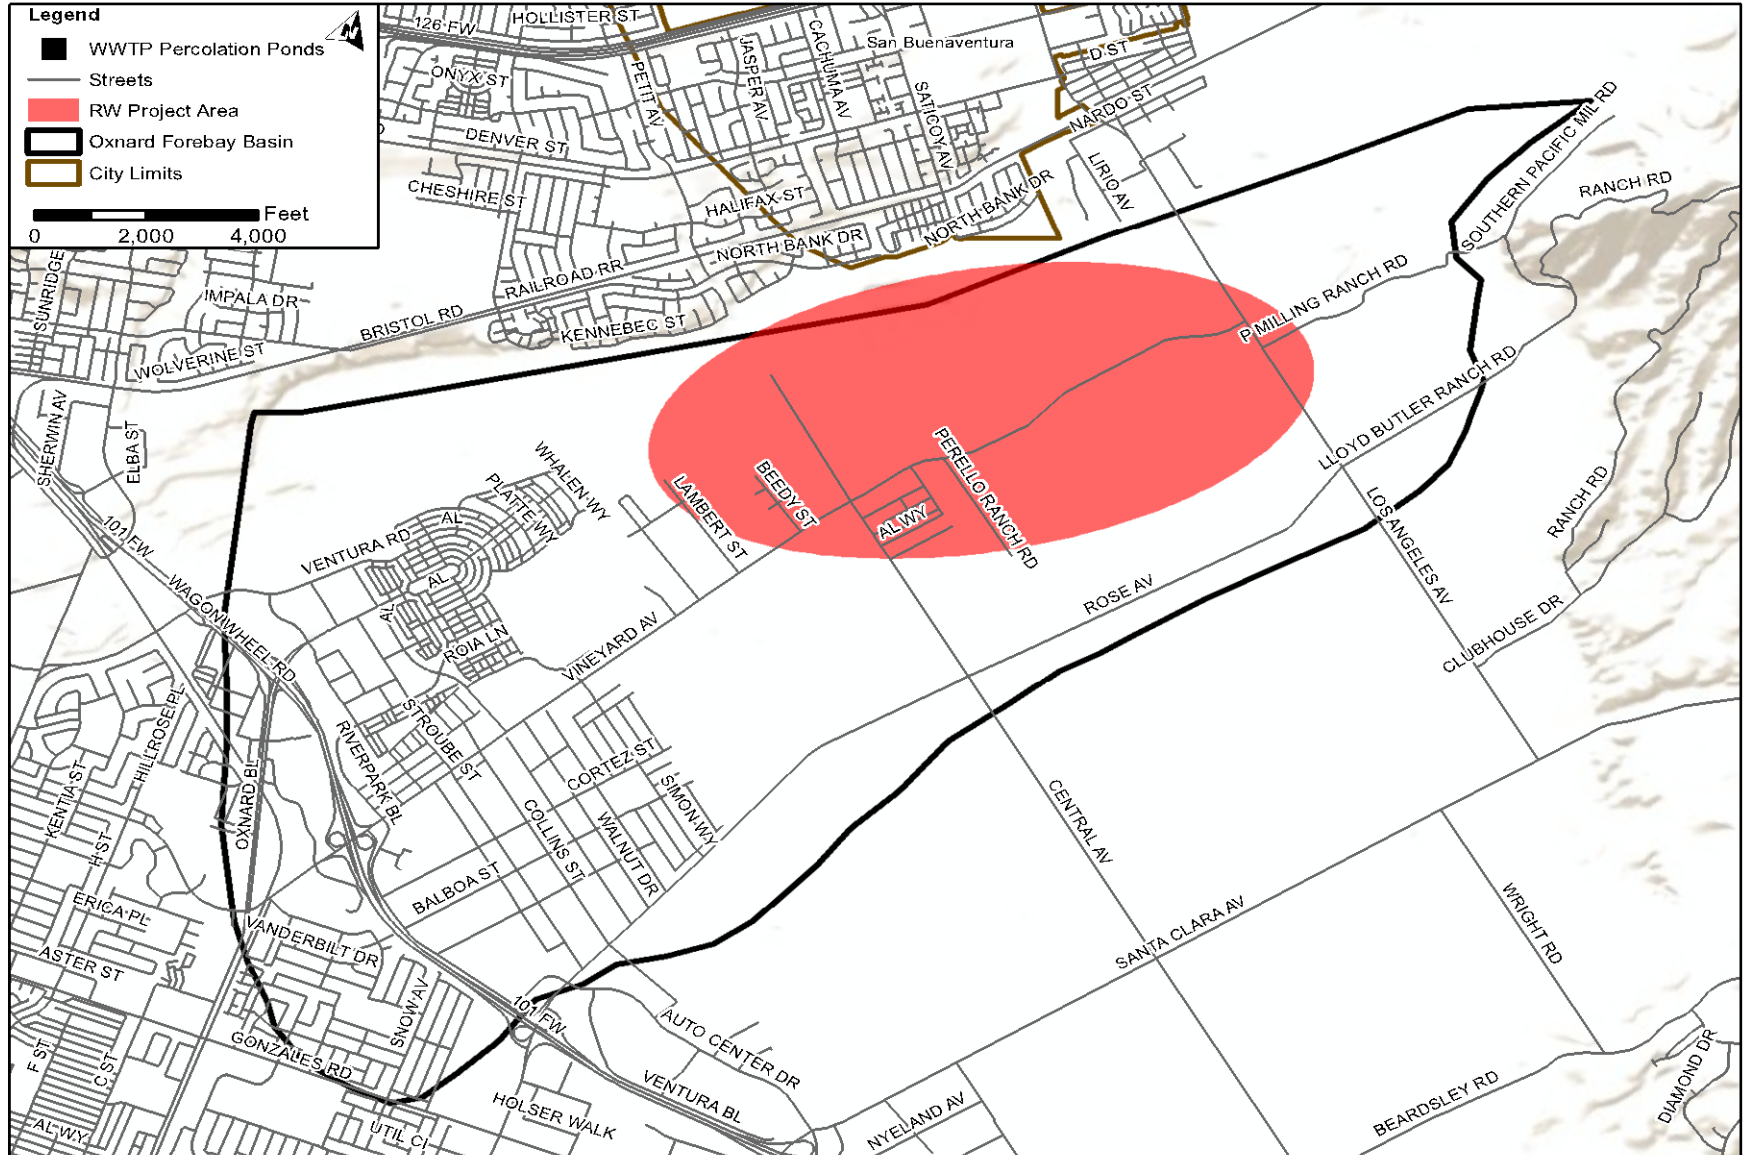 Legend
N
WWTP Percolation Ponds
Streets
RW Project Area
Oxnard Forebay Basin
City Limits
Feet
0 2,000 4,000
126 FW
HOLLISTER ST
ONYX ST
DENVER ST
CHESHIRE ST
PETIT AV
JASPER AV
CACHUMA AV
San Buenaventura
SATICOY AV
D ST
NARDO ST
LIRIO AV
HALIFAX ST
NORTH BANK DR
NORTH BANK DR
RAILROAD RR
BRISTOL RD
KENNEBEC ST
SUNRIDGE
IMPALA DR
WOLVERINE ST
SHERWIN AV
ELBA ST
101 FW
WAGON WHEEL RD
VENTURA RD
AL
AL
AL
PLATTE WY
WHALEN WY
LAMBERT ST
BEEDY ST
AL WY
PERELLO RANCH RD
P MILLING RANCH RD
SOUTHERN PACIFIC MIL RD
RANCH RD
LLOYD BUTLER RANCH RD
LOS ANGELES AV
RANCH RD
CLUBHOUSE DR
ROSE AV
ROIA LN
VINEYARD AV
STROUBE ST
RIVERPARK BL
CORTEZ ST
SIMON WY
COLLINS ST
WALNUT DR
BALBOA ST
HILLROSE PL
KENTIA ST
H ST
OXNARD BL
ERICA PL
ASTER ST
VANDERBILT DR
SNOW AV
GONZALES RD
F ST
C ST
AL WY
UTIL CI
101 FW
HOLSER WALK
AUTO CENTER DR
VENTURA BL
NYELAND AV
CENTRAL AV
SANTA CLARA AV
WRIGHT RD
BEARDSLEY RD
DIAMOND DR